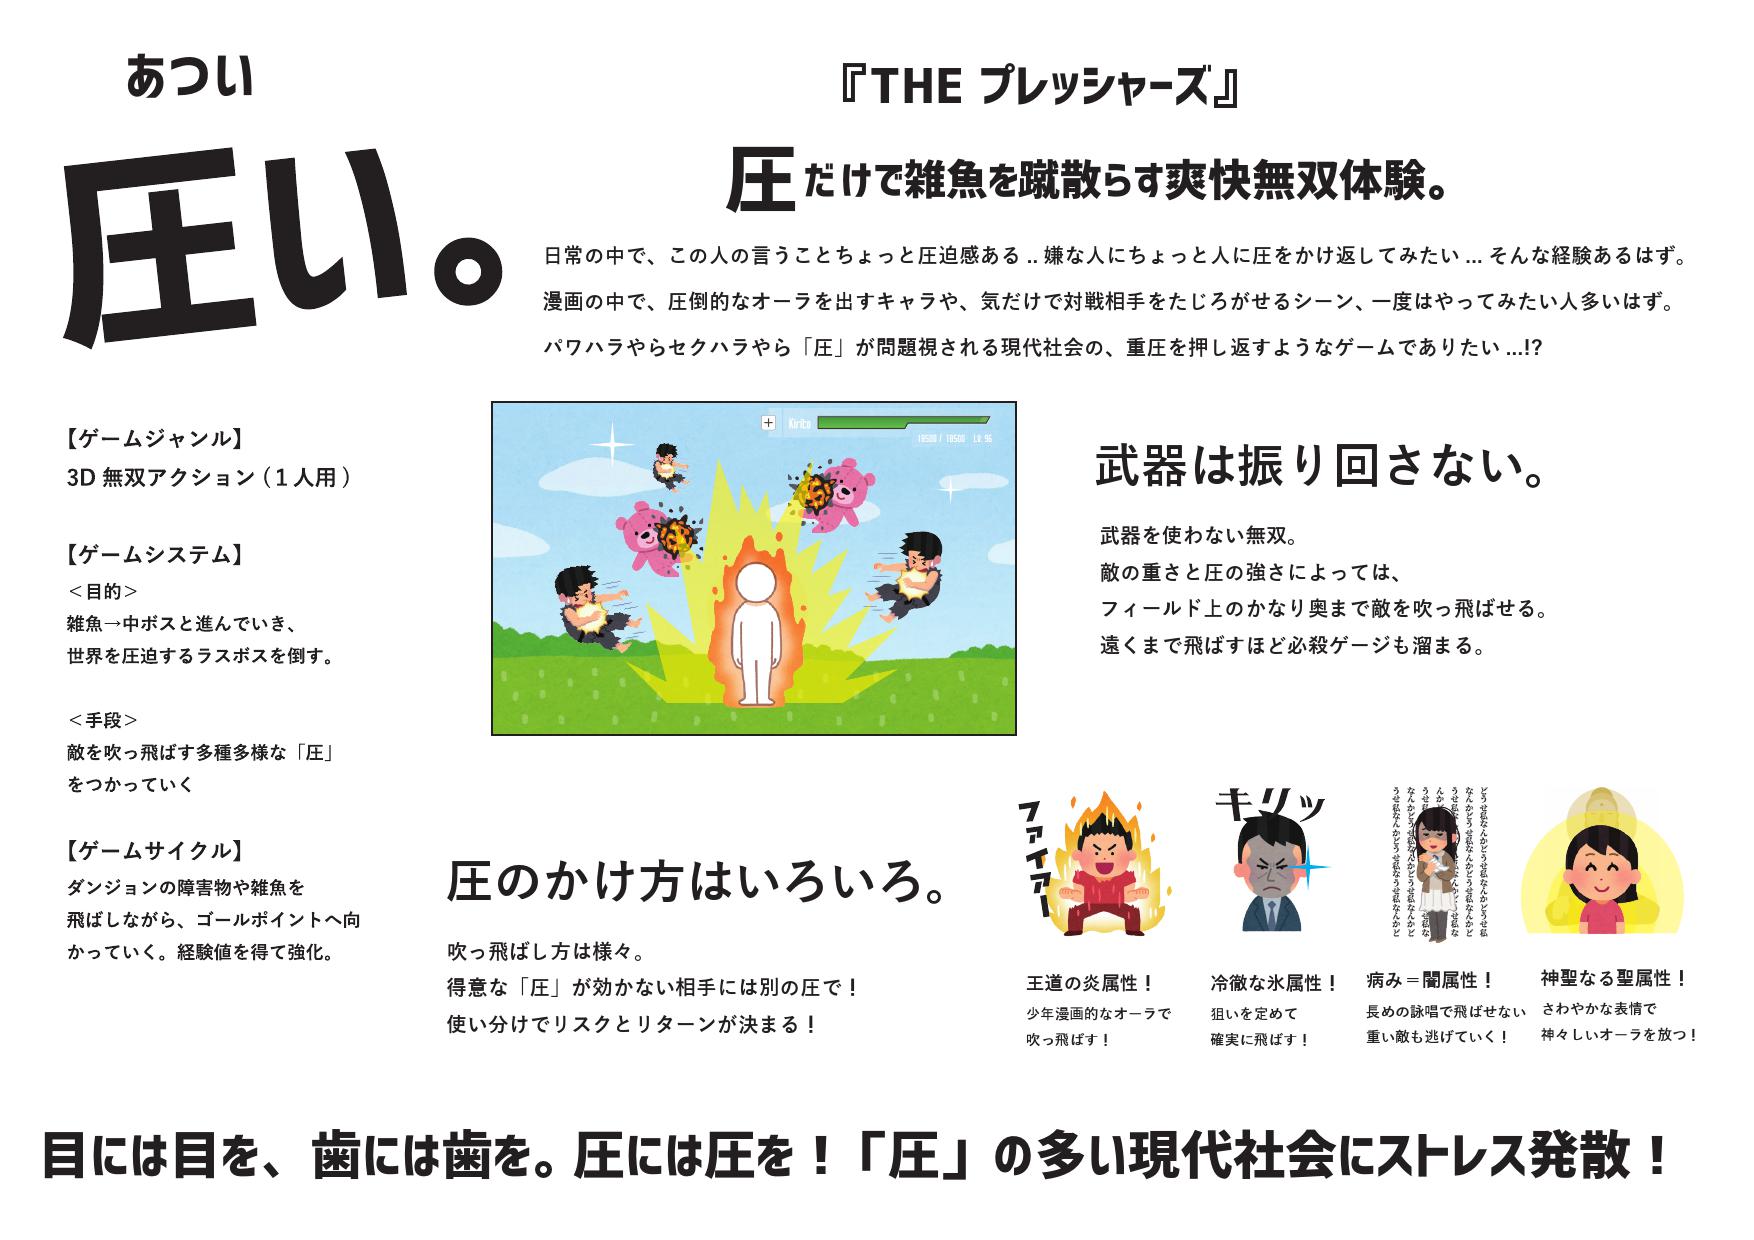 あつい
圧い。
『THE プレッシャーズ』
圧だけで雑魚を蹴散らす爽快無双体験。
日常の中で、この人の言うことちょっと圧迫感ある .. 嫌な人にちょっと人に圧をかけ返してみたい ... そんな経験あるはず。
漫画の中で、圧倒的なオーラを出すキャラや、気だけで対戦相手をたじろがせるシーン、一度はやってみたい人多いはず。
パワハラやらセクハラやら「圧」が問題視される現代社会の、重圧を押し返すようなゲームでありたい ...!?
【ゲームジャンル】
3D 無双アクション ( 1 人用 )
【ゲームシステム】
＜目的＞
雑魚→中ボスと進んでいき、
世界を圧迫するラスボスを倒す。
＜手段＞
敵を吹っ飛ばす多種多様な「圧」
をつかっていく
【ゲームサイクル】
ダンジョンの障害物や雑魚を
飛ばしながら、ゴールポイントへ向
かっていく。経験値を得て強化。
Kirito
18500 / 18500 LV. 96
武器は振り回さない。
武器を使わない無双。
敵の重さと圧の強さによっては、
フィールド上のかなり奥まで敵を吹っ飛ばせる。
遠くまで飛ばすほど必殺ゲージも溜まる。
圧のかけ方はいろいろ。
吹っ飛ばし方は様々。
得意な「圧」が効かない相手には別の圧で！
使い分けでリスクとリターンが決まる！
ファイアー
王道の炎属性！
少年漫画的なオーラで
吹っ飛ばす！
キリッ
冷徹な氷属性！
狙いを定めて
確実に飛ばす！
どうせ私なんかどうせ私なんかどうせ私
なんかどうせ私なんかどうせ私なんかど
病み＝闇属性！
長めの詠唱で飛ばせない
重い敵も逃げていく！
神聖なる聖属性！
さわやかな表情で
神々しいオーラを放つ！
目には目を、歯には歯を。圧には圧を！「圧」の多い現代社会にストレス発散！